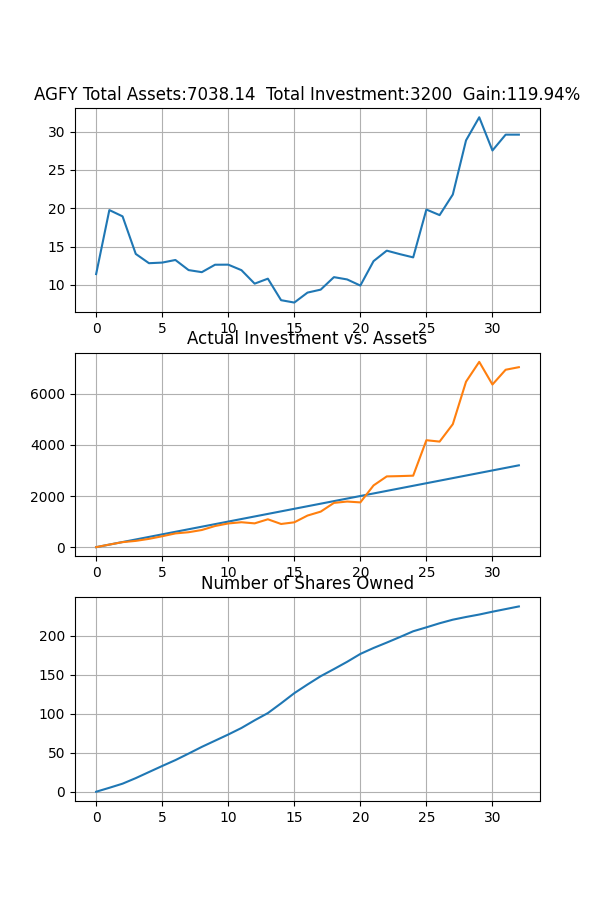 AGFY Total Assets:7038.14  Total Investment:3200  Gain:119.94%
30
25
20
15
10
0 5 10 15 20 25 30
Actual Investment vs. Assets
6000
4000
2000
0
0 5 10 15 20 25 30
Number of Shares Owned
200
150
100
50
0
0 5 10 15 20 25 30